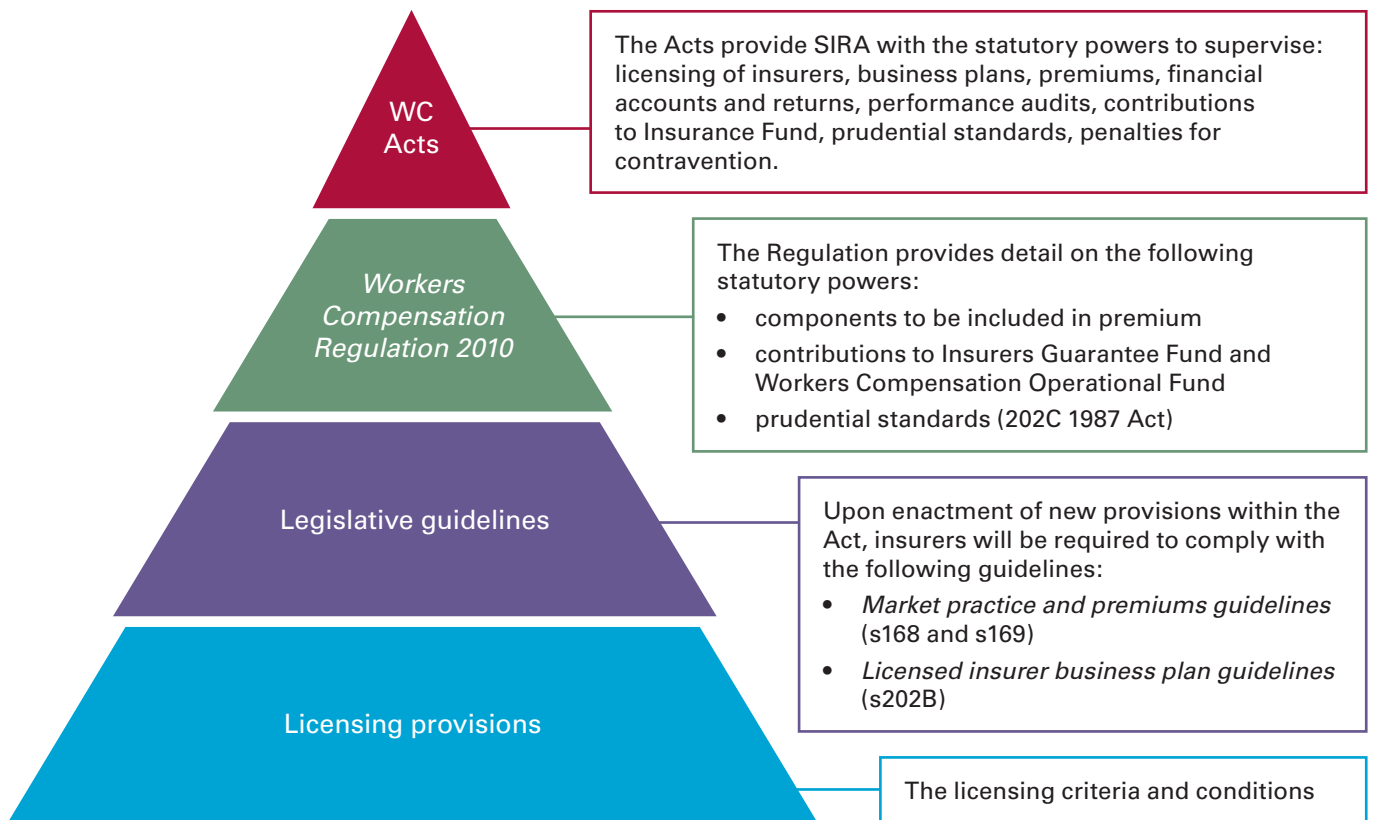 WC
Acts
The Acts provide SIRA with the statutory powers to supervise:
licensing of insurers, business plans, premiums, financial
accounts and returns, performance audits, contributions
to Insurance Fund, prudential standards, penalties for
contravention.
Workers
Compensation
Regulation 2010
The Regulation provides detail on the following
statutory powers:
• components to be included in premium
• contributions to Insurers Guarantee Fund and
Workers Compensation Operational Fund
• prudential standards (202C 1987 Act)
Legislative guidelines
Upon enactment of new provisions within the
Act, insurers will be required to comply with
the following guidelines:
• Market practice and premiums guidelines
(s168 and s169)
• Licensed insurer business plan guidelines
(s202B)
Licensing provisions
The licensing criteria and conditions